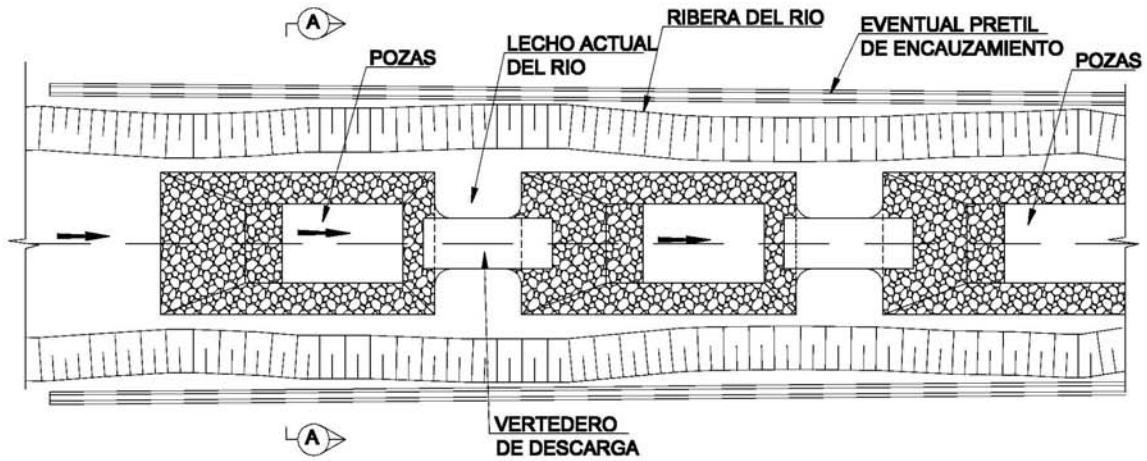 A
RIBERA DEL RIO
EVENTUAL PRETIL
DE ENCAUZAMIENTO
POZAS
LECHO ACTUAL
DEL RIO
POZAS
A
VERTEDERO
DE DESCARGA